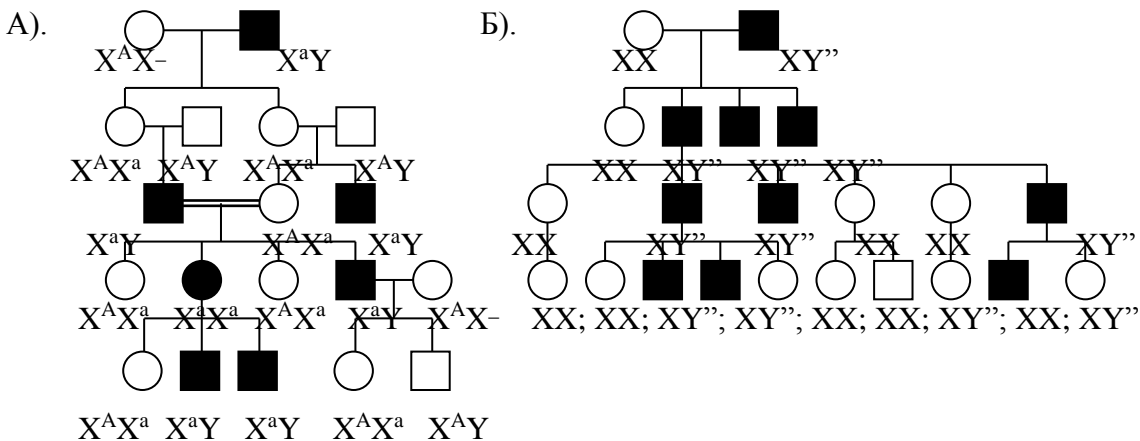 А). Б).
XᴬX⁻ XᵃY XX XY”
XᴬXᵃ XᴬY XᴬXᵃ XᴬY XX XY” XY” XY”
XᵃY XᴬXᵃ XᵃY XX XY” XY” XX XX XY”
XᴬXᵃ XᵃXᵃ XᴬXᵃ XᵃY XᴬX⁻ XX; XX; XY”; XY”; XX; XX; XY”; XX; XY”
XᴬXᵃ XᵃY XᵃY XᴬXᵃ XᴬY